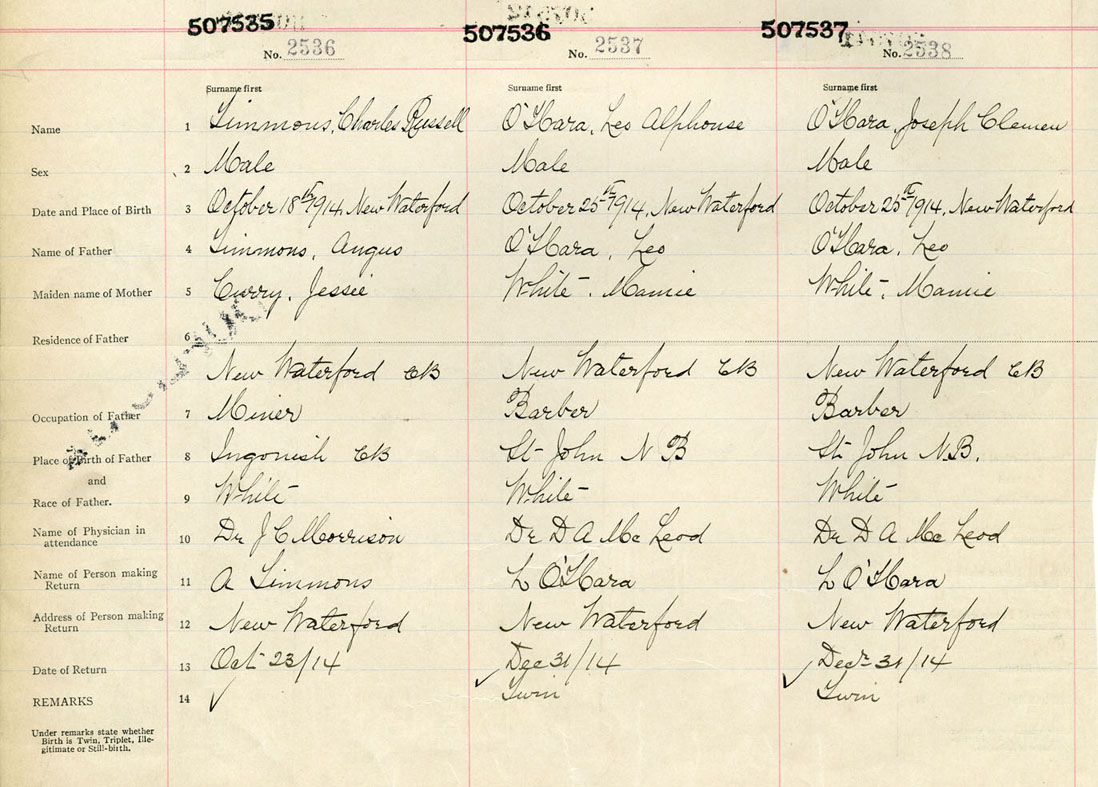 507535 507536 507537
No. 2536 No. 2537 No. 2538
Surname first Surname first Surname first
Name 1 Simmons, Charles Russell O'Hara, Leo Alphouse O'Hara, Joseph Clemen
Sex 2 Male Male Male
Date and Place of Birth 3 October 18th 1914, New Waterford October 25th 1914, New Waterford October 25th 1914, New Waterford
Name of Father 4 Simmons, Angus O'Hara, Leo O'Hara, Leo
Maiden name of Mother 5 Curry, Jessie White, Mamie White, Mamie
Residence of Father 6
New Waterford CB New Waterford CB New Waterford CB
Occupation of Father 7 Miner Barber Barber
Place of Birth of Father 8 Ingonish CB St John N B St John N.B.
and
Race of Father. 9 White White White
Name of Physician in
attendance 10 Dr J C Morrison Dr D A Mc Leod Dr D A Mc Leod
Name of Person making
Return 11 A Simmons L O'Hara L O'Hara
Address of Person making
Return 12 New Waterford New Waterford New Waterford
Date of Return 13 Oct 23/14 Dec 31/14 Decr 31/14
REMARKS 14 Twin Twin
Under remarks state whether
Birth is Twin, Triplet, Ille-
gitimate or Still-birth.